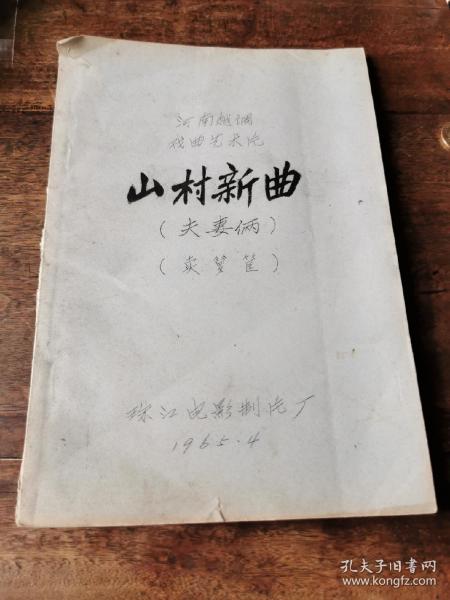 河南越调
戏曲艺术片
山村新曲
(夫妻俩)
(卖箩筐)
珠江电影制片厂
1965.4
孔夫子旧书网
www.kongfz.com